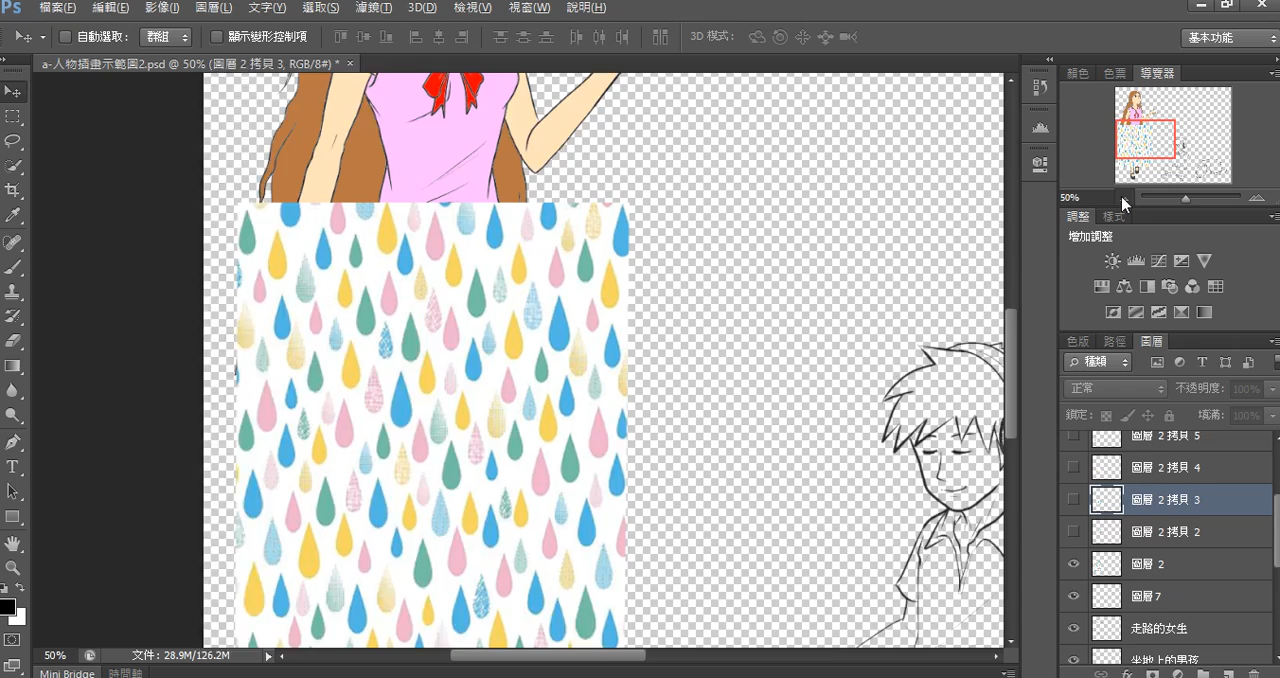 Ps 檔案(F) 編輯(E) 影像(I) 圖層(L) 文字(Y) 選取(S) 濾鏡(T) 3D(D) 檢視(V) 視窗(W) 說明(H)
自動選取： 群組 顯示變形控制項 3D 模式： 基本功能
a-人物插畫示範圖2.psd @ 50% (圖層 2 拷貝 3, RGB/8#) * ×
顏色 色票 導覽器
50%
調整 樣式
增加調整
色版 路徑 圖層
種類
正常 不透明度： 100%
鎖定： 填滿： 100%
圖層 2 拷貝 5
圖層 2 拷貝 4
圖層 2 拷貝 3
圖層 2 拷貝 2
圖層 2
圖層 7
走路的女生
坐地上的男孩
50% 文件：28.9M/126.2M
Mini Bridge 時間軸